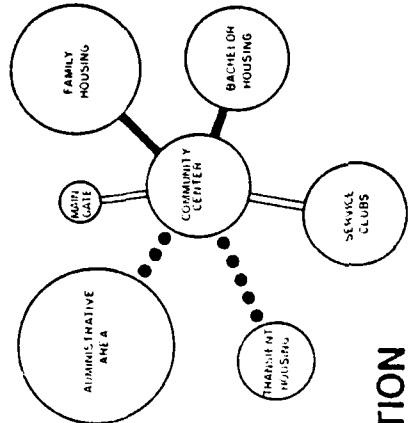 FAMILY
HOUSING
BACHELOR
HOUSING
MAIN
GATE
COMMUNITY
CENTER
SERVICE
CLUBS
ADMINISTRATIVE
AREA
TRANSIENT
HOUSING
TION